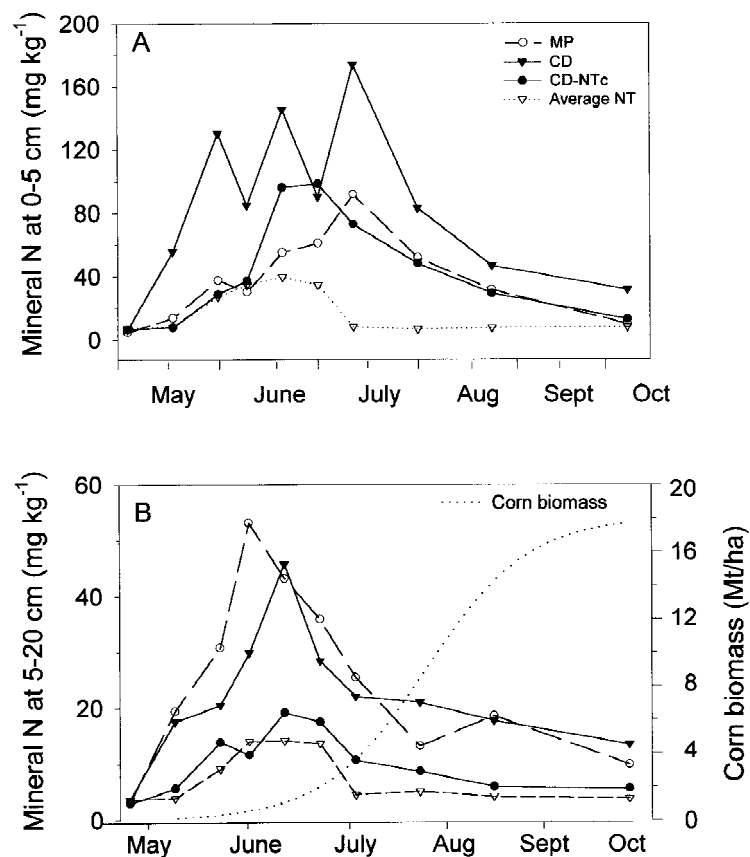 Mineral N at 0-5 cm (mg kg-1)
200
160
120
80
40
0
A
MP
CD
CD-NTc
Average NT
May June July Aug Sept Oct
Mineral N at 5-20 cm (mg kg-1)
60
40
20
0
B
Corn biomass
20
16
12
8
4
0
Corn biomass (Mt/ha)
May June July Aug Sept Oct